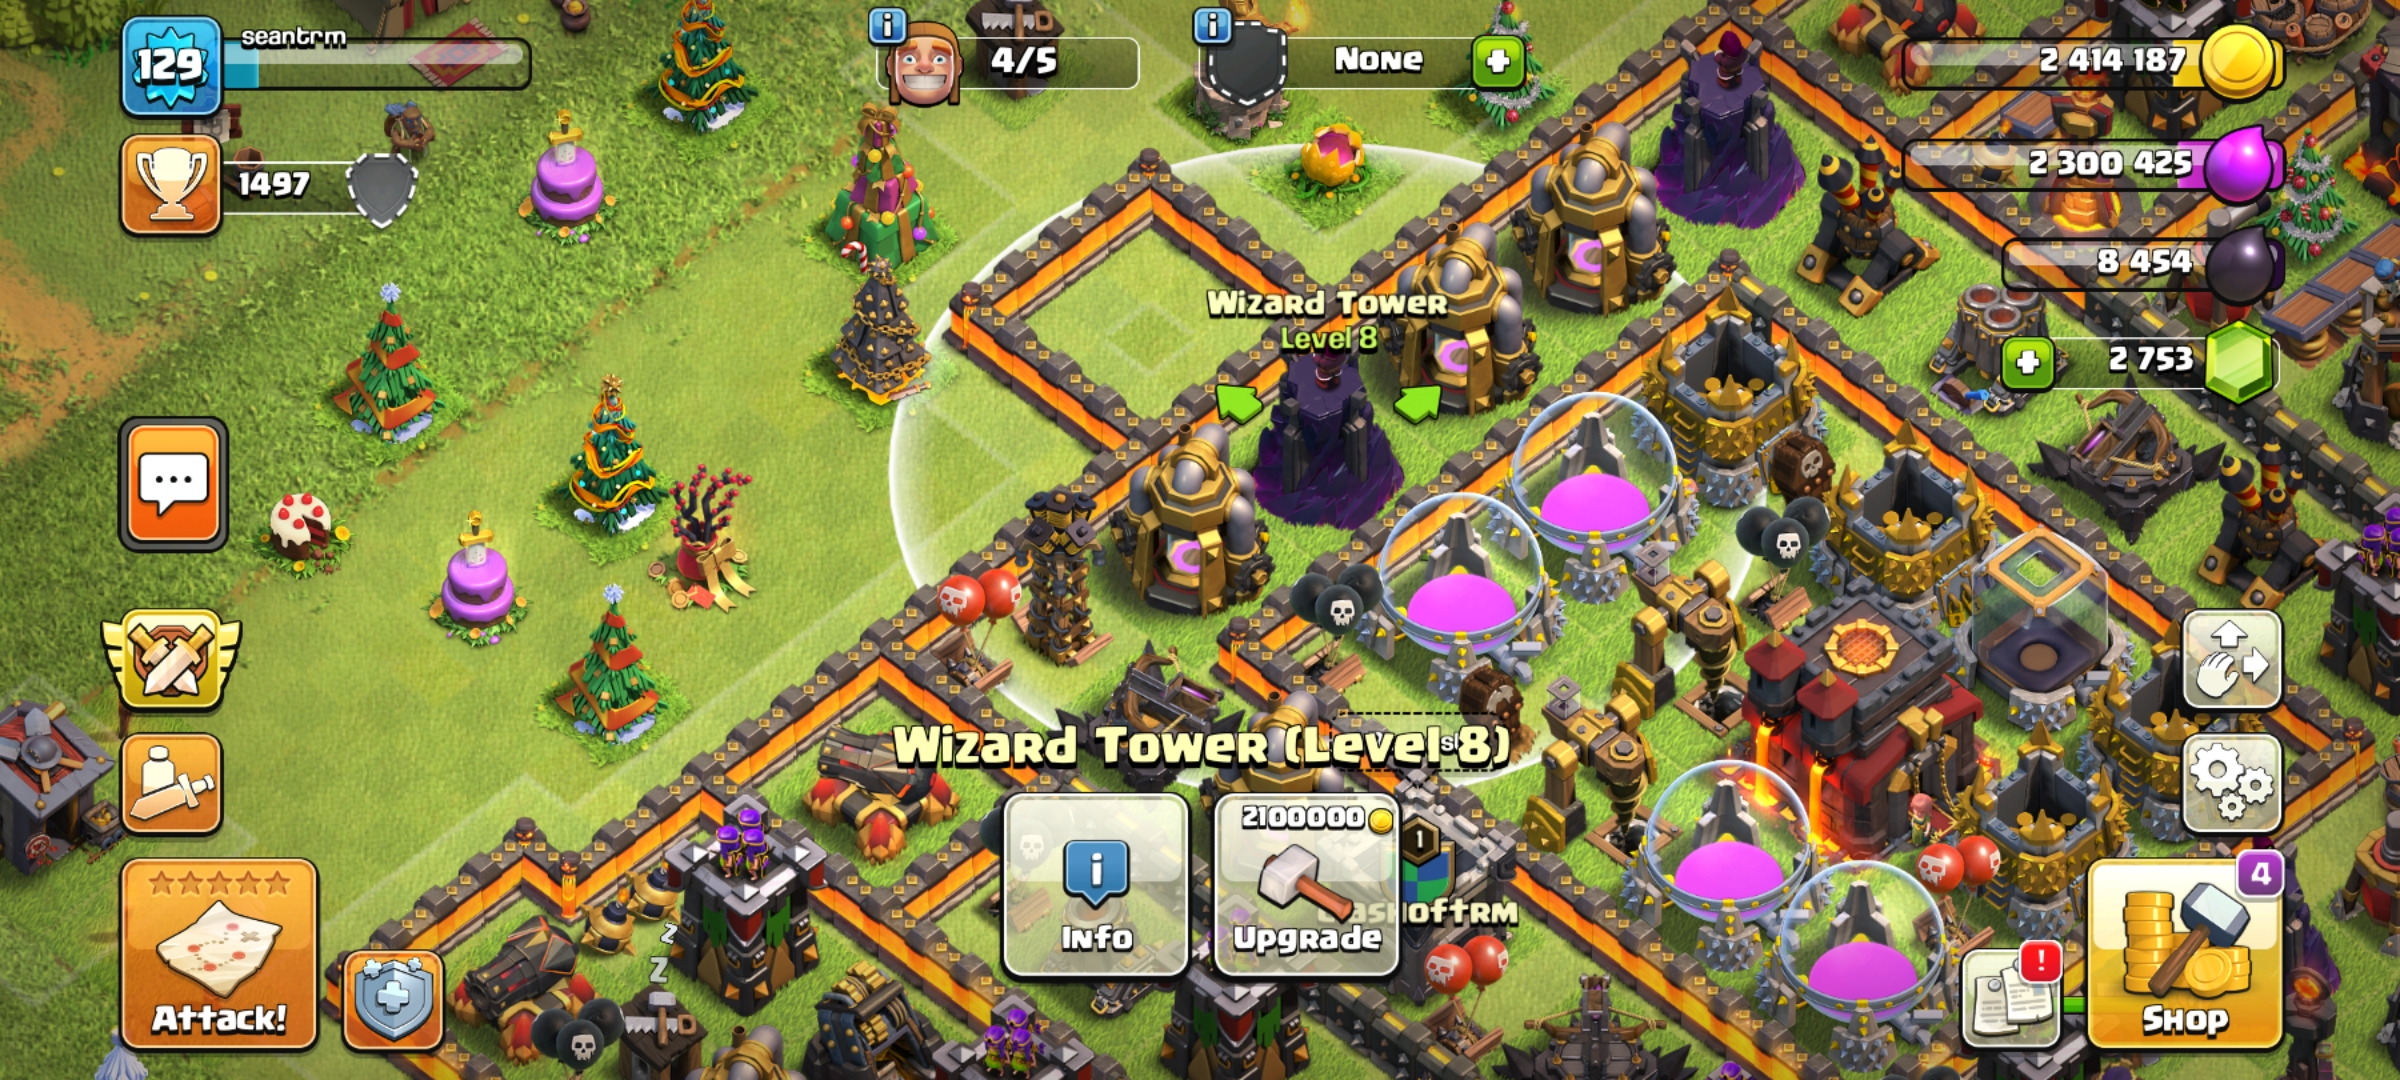 129
seantrm
4/5
None
2 414 187
1497
2 300 425
8 454
2 753
Wizard Tower
Level 8
Wizard Tower (Level 8)
2100000
Info
Upgrade
1
Attack!
z
Z
4
!
Shop